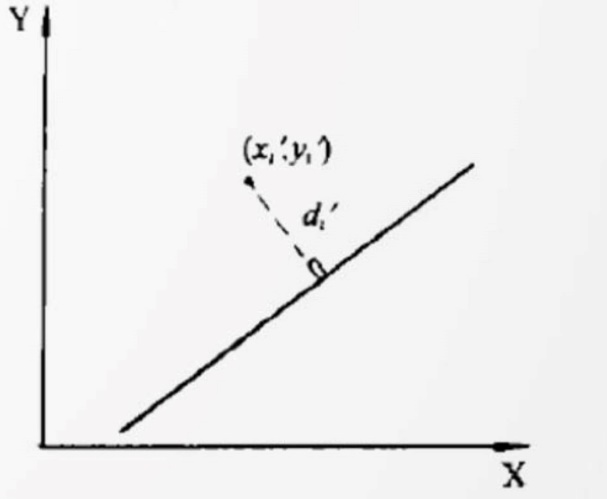 Y
(x_i′, y_i′)
d_i′
X